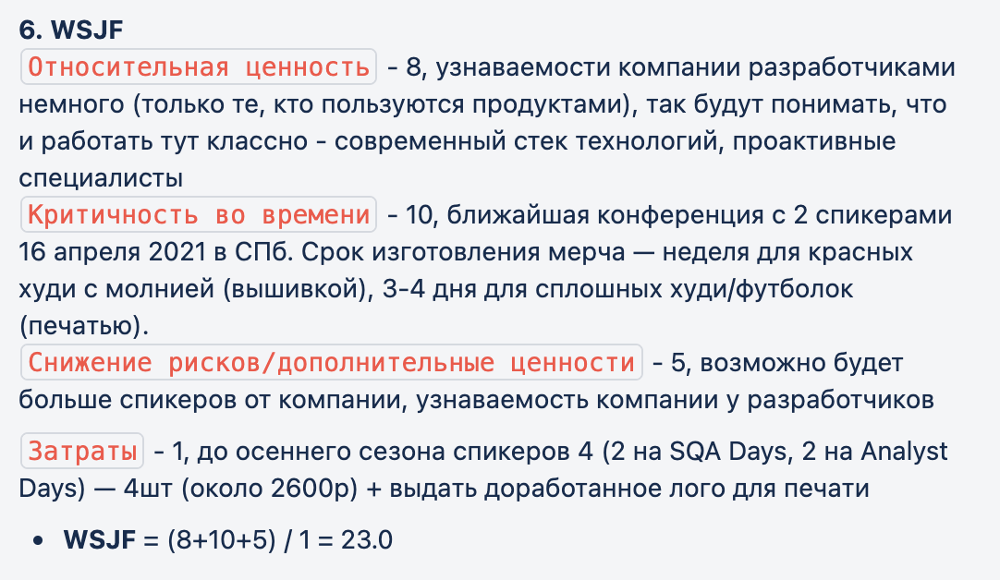 6. WSJF
Относительная ценность - 8, узнаваемости компании разработчиками
немного (только те, кто пользуются продуктами), так будут понимать, что
и работать тут классно - современный стек технологий, проактивные
специалисты
Критичность во времени - 10, ближайшая конференция с 2 спикерами
16 апреля 2021 в СПб. Срок изготовления мерча — неделя для красных
худи с молнией (вышивкой), 3-4 дня для сплошных худи/футболок
(печатью).
Снижение рисков/дополнительные ценности - 5, возможно будет
больше спикеров от компании, узнаваемость компании у разработчиков
Затраты - 1, до осеннего сезона спикеров 4 (2 на SQA Days, 2 на Analyst
Days) — 4шт (около 2600р) + выдать доработанное лого для печати
• WSJF = (8+10+5) / 1 = 23.0